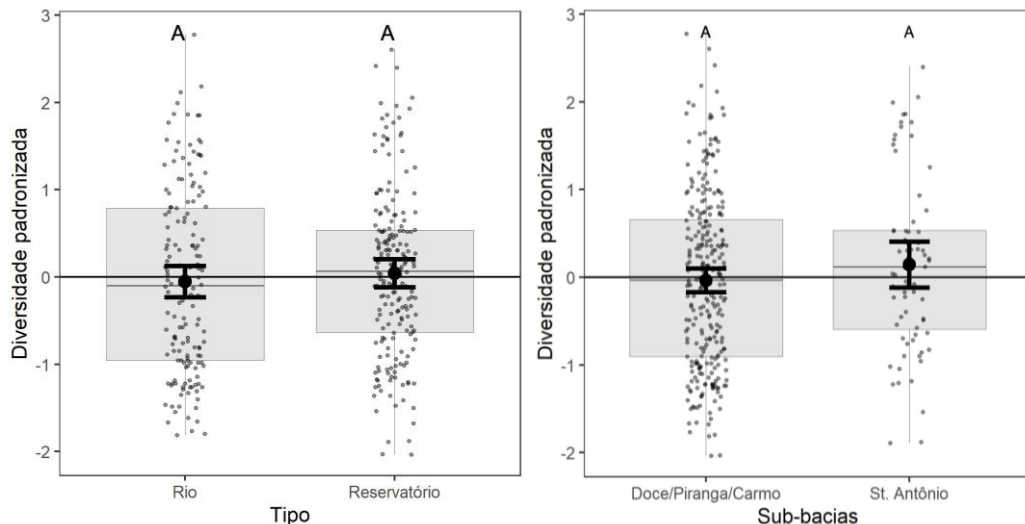 Diversidade padronizada
3
2
1
0
-1
-2
A
A
Rio
Reservatório
Tipo
Diversidade padronizada
3
2
1
0
-1
-2
A
A
Doce/Piranga/Carmo
St. Antônio
Sub-bacias